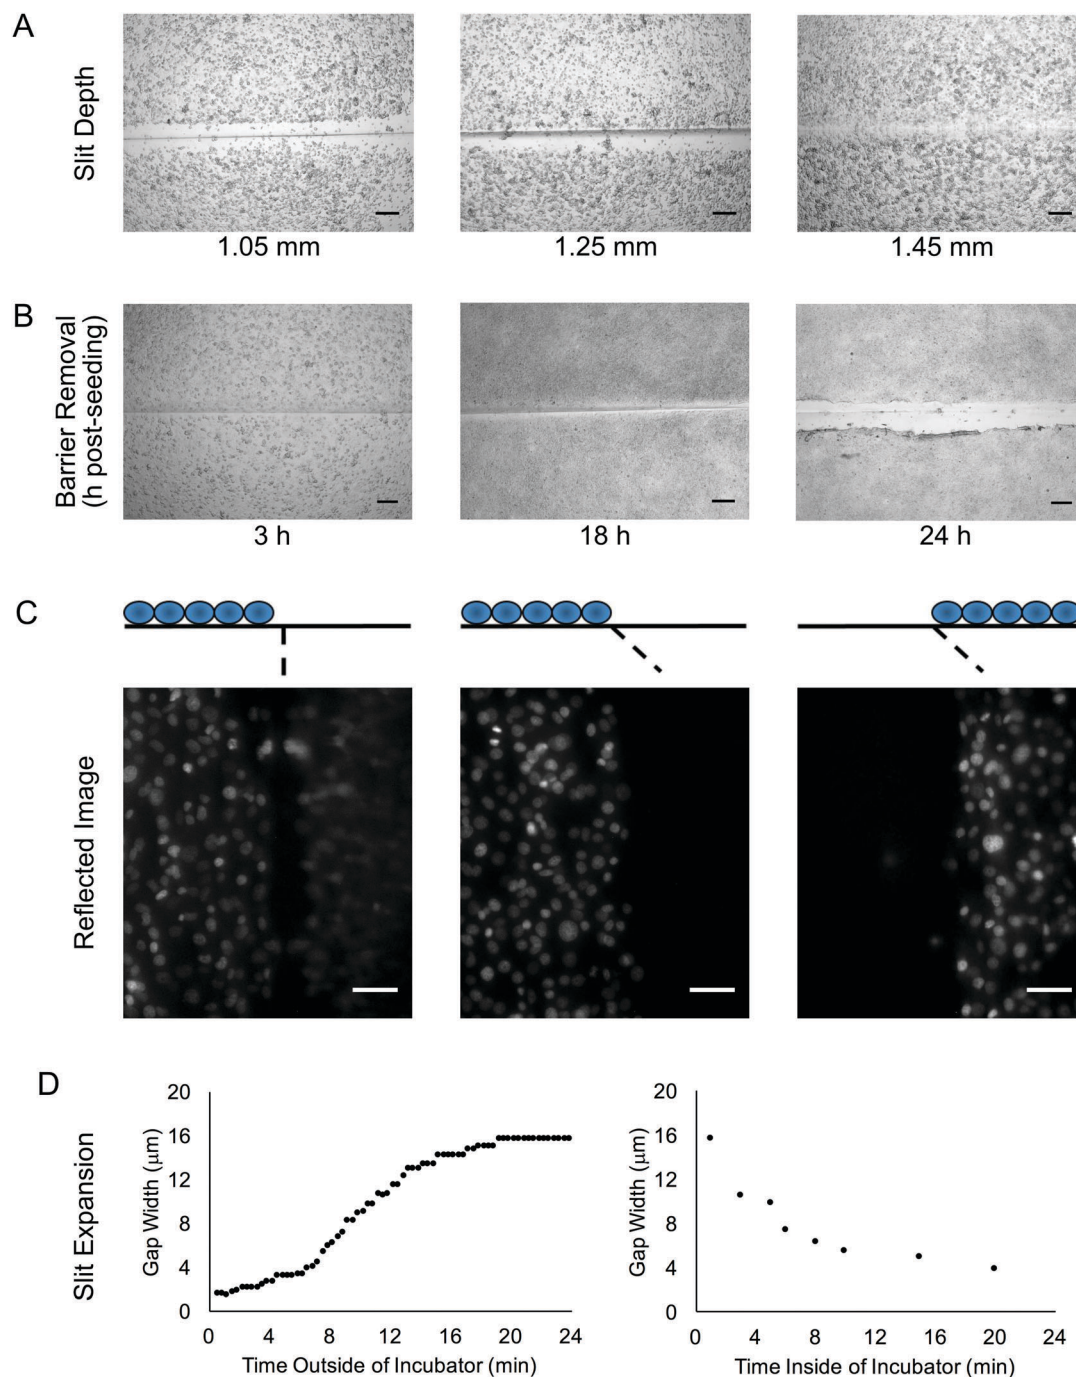 A
Slit Depth
1.05 mm
1.25 mm
1.45 mm
B
Barrier Removal
(h post-seeding)
3 h
18 h
24 h
C
Reflected Image
D
Slit Expansion
Gap Width (μm)
20
16
12
8
4
0
0 4 8 12 16 20 24
Time Outside of Incubator (min)
Gap Width (μm)
20
16
12
8
4
0
0 4 8 12 16 20 24
Time Inside of Incubator (min)